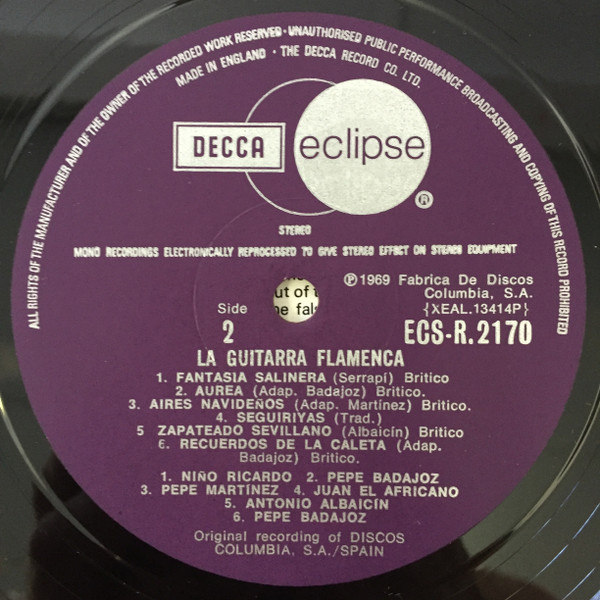 ALL RIGHTS OF THE MANUFACTURER AND OF THE OWNER OF THE RECORDED WORK RESERVED · UNAUTHORISED PUBLIC PERFORMANCE BROADCASTING AND COPYING OF THIS RECORD PROHIBITED
MADE IN ENGLAND · THE DECCA RECORD CO. LTD.
DECCA eclipse
®
STEREO
MONO RECORDINGS ELECTRONICALLY REPROCESSED TO GIVE STEREO EFFECT ON STEREO EQUIPMENT
℗1969 Fabrica De Discos
Columbia, S.A.
Side
{XEAL.13414P}
2
ECS-R.2170
ut of
LA GUITARRA FLAMENCA
1. FANTASIA SALINERA (Serrapí) Britico
2. AUREA (Adap. Badajoz) Britico.
3. AIRES NAVIDEÑOS (Adap. Martínez) Britico.
4. SEGUIRIYAS (Trad.)
5 ZAPATEADO SEVILLANO (Albaicín) Britico
6. RECUERDOS DE LA CALETA (Adap.
Badajoz) Britico.
1. NIÑO RICARDO 2. PEPE BADAJOZ
3. PEPE MARTÍNEZ 4. JUAN EL AFRICANO
5. ANTONIO ALBAICÍN
6. PEPE BADAJOZ
Original recording of DISCOS
COLUMBIA, S.A./SPAIN